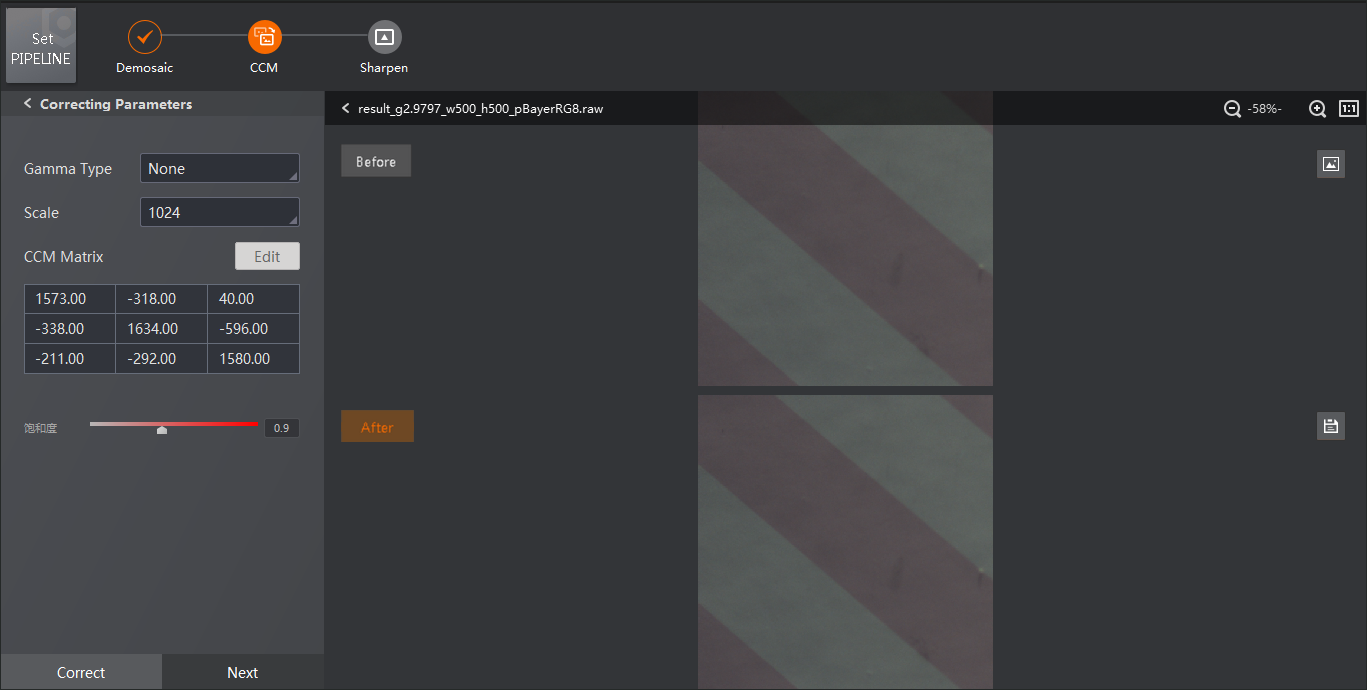 Set
PIPELINE
Demosaic
CCM
Sharpen
Correcting Parameters
result_g2.9797_w500_h500_pBayerRG8.raw
-58%-
1:1
Gamma Type
None
Scale
1024
CCM Matrix
Edit
1573.00 -318.00 40.00
-338.00 1634.00 -596.00
-211.00 -292.00 1580.00
饱和度
0.9
Before
After
Correct
Next